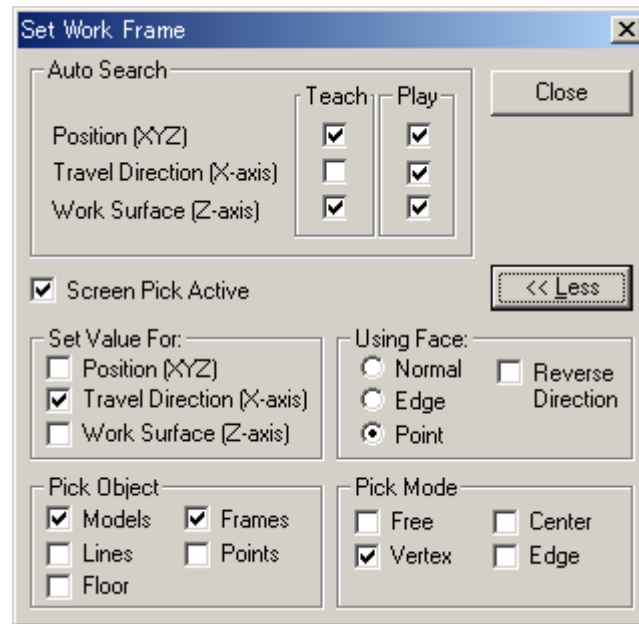 Set Work Frame
Auto Search
Teach Play
Close
Position (XYZ)
Travel Direction (X-axis)
Work Surface (Z-axis)
Screen Pick Active
<< Less
Set Value For:
Position (XYZ)
Travel Direction (X-axis)
Work Surface (Z-axis)
Using Face:
Normal
Edge
Point
Reverse
Direction
Pick Object
Models Frames
Lines Points
Floor
Pick Mode
Free Center
Vertex Edge